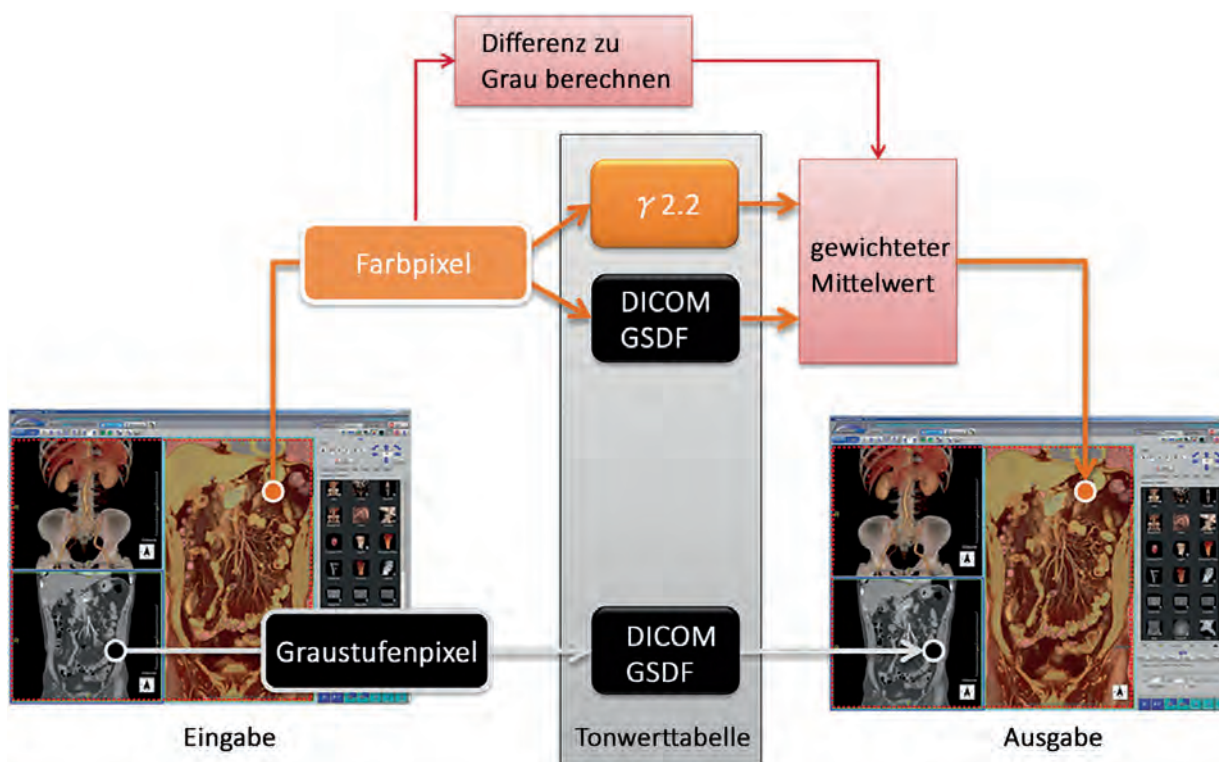 Differenz zu
Grau berechnen
γ 2.2
Farbpixel
gewichteter
Mittelwert
DICOM
GSDF
Graustufenpixel
DICOM
GSDF
Eingabe
Tonwerttabelle
Ausgabe